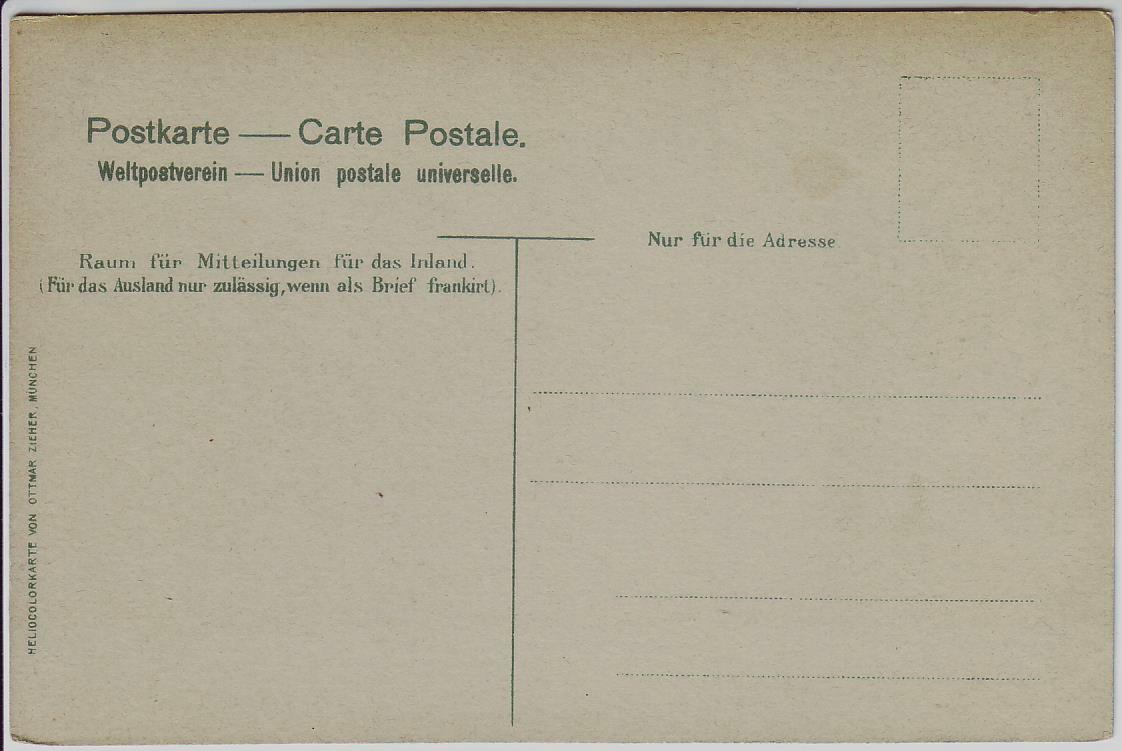 Postkarte — Carte Postale.
Weltpostverein — Union postale universelle.
Nur für die Adresse
Raum für Mitteilungen für das Inland.
(Für das Ausland nur zulässig, wenn als Brief frankirt).
HELIOCOLORKARTE VON OTTMAR ZIEHER, MÜNCHEN